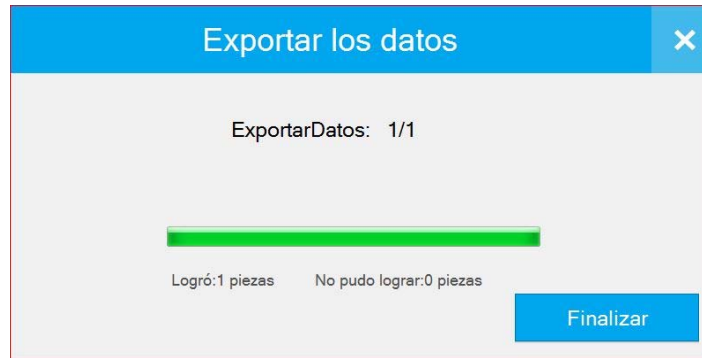 Exportar los datos
ExportarDatos: 1/1
Logró:1 piezas No pudo lograr:0 piezas
Finalizar